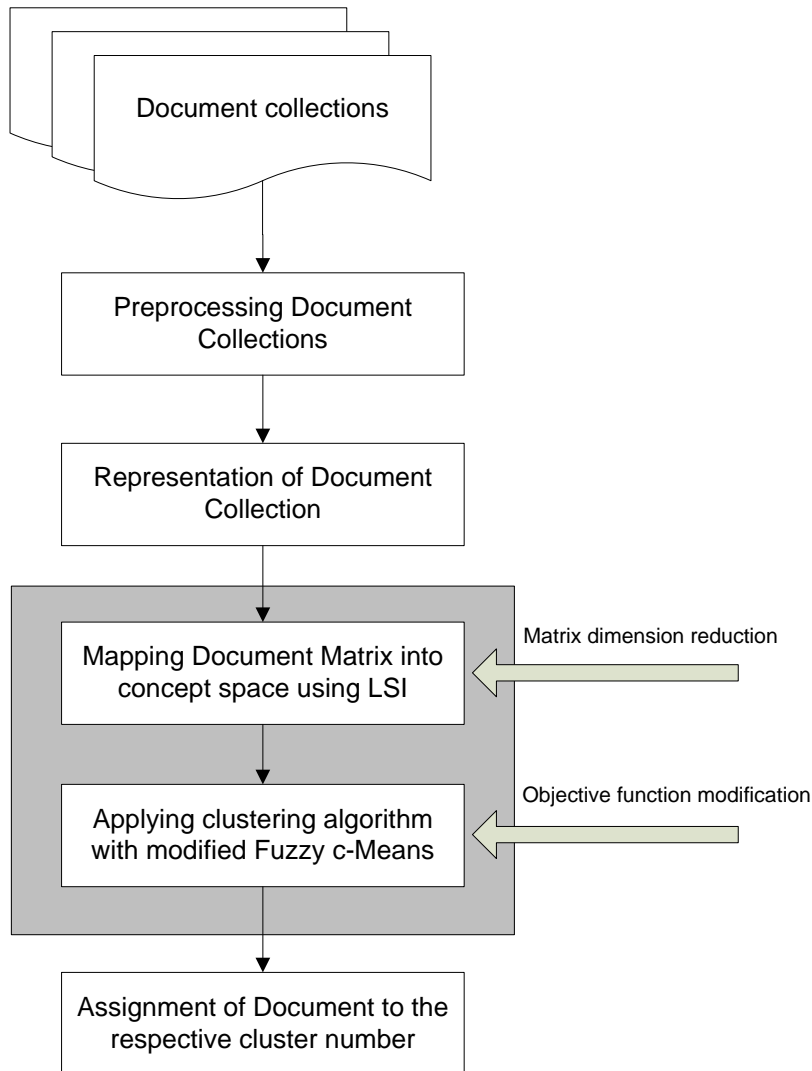 Document collections
Preprocessing Document
Collections
Representation of Document
Collection
Mapping Document Matrix into
concept space using LSI
Matrix dimension reduction
Applying clustering algorithm
with modified Fuzzy c-Means
Objective function modification
Assignment of Document to the
respective cluster number